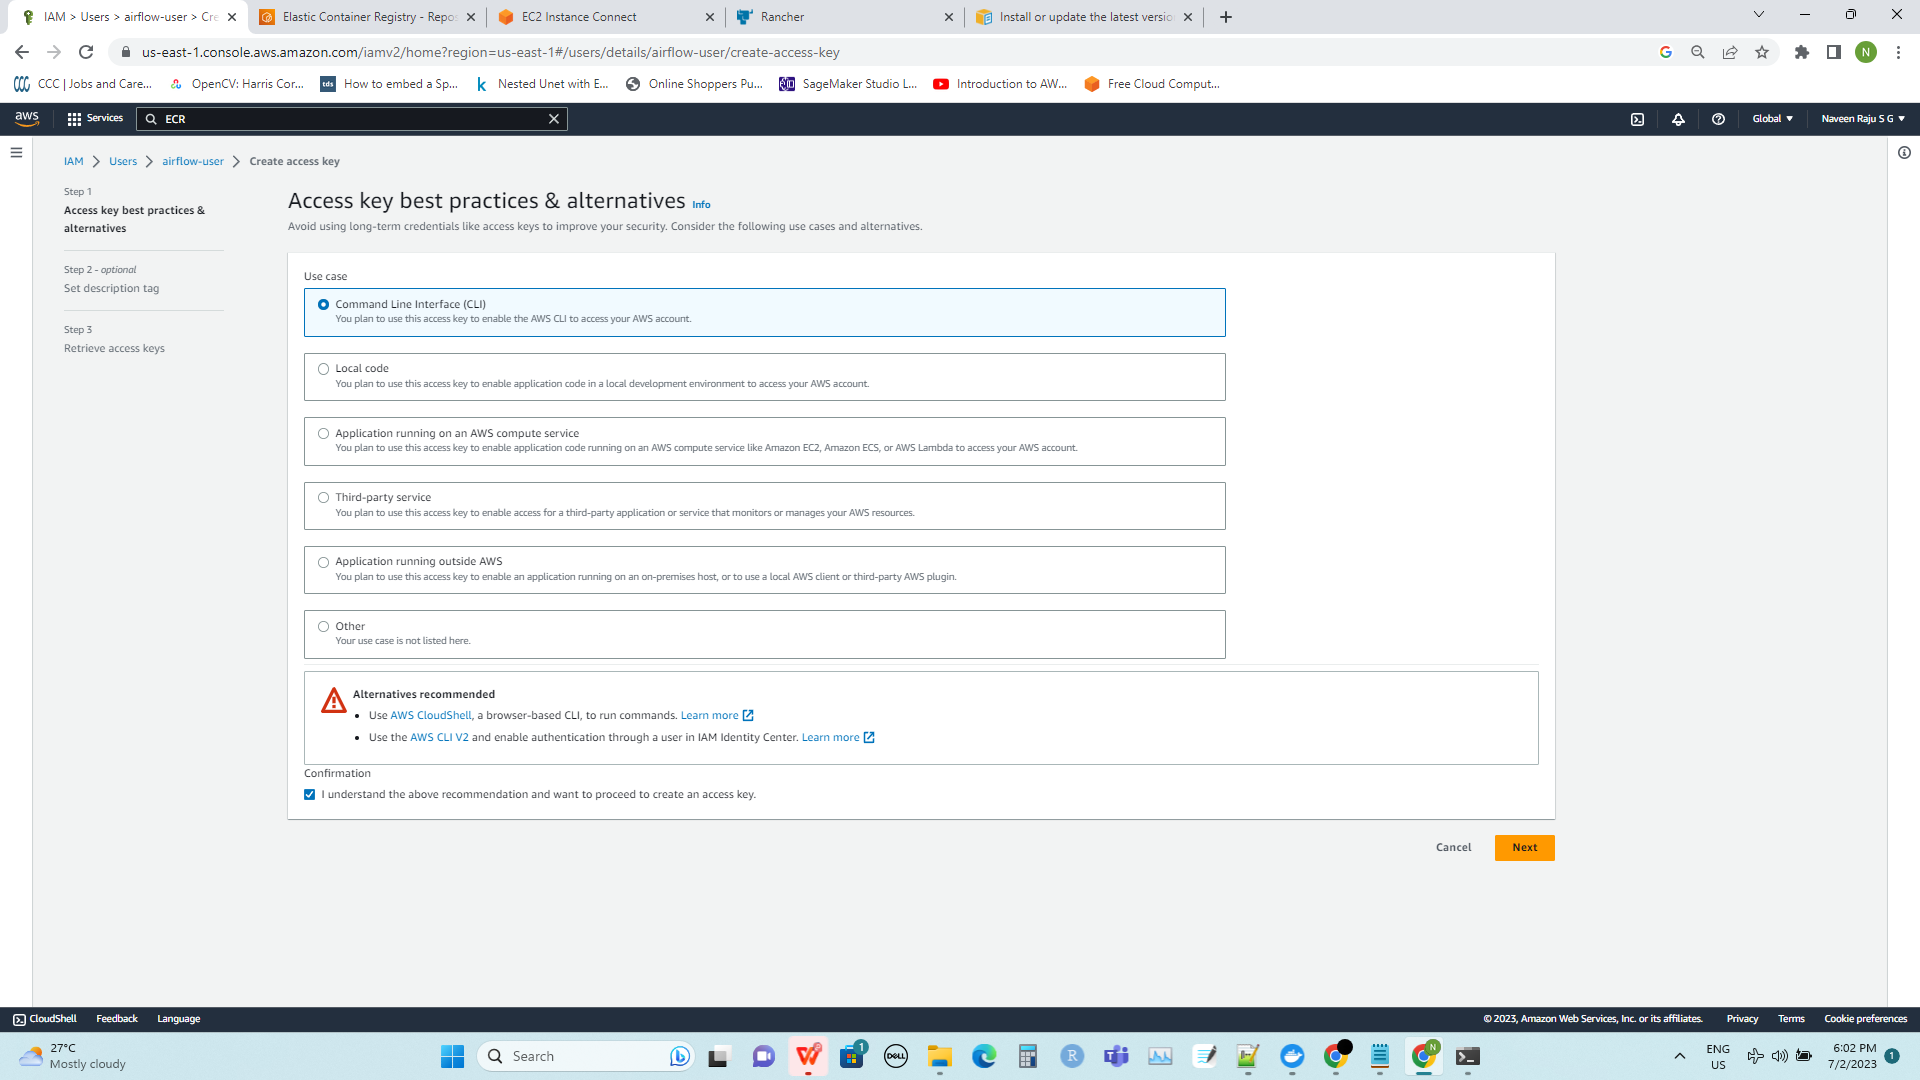 IAM > Users > airflow-user > Cre
Elastic Container Registry - Repos
EC2 Instance Connect
Rancher
Install or update the latest versio
us-east-1.console.aws.amazon.com/iamv2/home?region=us-east-1#/users/details/airflow-user/create-access-key
N
CCC | Jobs and Care...
OpenCV: Harris Cor...
tds
How to embed a Sp...
k
Nested Unet with E...
Online Shoppers Pu...
SageMaker Studio L...
Introduction to AW...
Free Cloud Comput...
aws
Services
ECR
Global
Naveen Raju S G
IAM > Users > airflow-user > Create access key
Step 1
Access key best practices &
alternatives
Step 2 - optional
Set description tag
Step 3
Retrieve access keys
Access key best practices & alternatives Info
Avoid using long-term credentials like access keys to improve your security. Consider the following use cases and alternatives.
Use case
Command Line Interface (CLI)
You plan to use this access key to enable the AWS CLI to access your AWS account.
Local code
You plan to use this access key to enable application code in a local development environment to access your AWS account.
Application running on an AWS compute service
You plan to use this access key to enable application code running on an AWS compute service like Amazon EC2, Amazon ECS, or AWS Lambda to access your AWS account.
Third-party service
You plan to use this access key to enable access for a third-party application or service that monitors or manages your AWS resources.
Application running outside AWS
You plan to use this access key to enable an application running on an on-premises host, or to use a local AWS client or third-party AWS plugin.
Other
Your use case is not listed here.
Alternatives recommended
• Use AWS CloudShell, a browser-based CLI, to run commands. Learn more
• Use the AWS CLI V2 and enable authentication through a user in IAM Identity Center. Learn more
Confirmation
I understand the above recommendation and want to proceed to create an access key.
Cancel
Next
CloudShell
Feedback
Language
© 2023, Amazon Web Services, Inc. or its affiliates.
Privacy
Terms
Cookie preferences
27°C
Mostly cloudy
Search
1
DELL
R
N
ENG
US
6:02 PM
7/2/2023
1